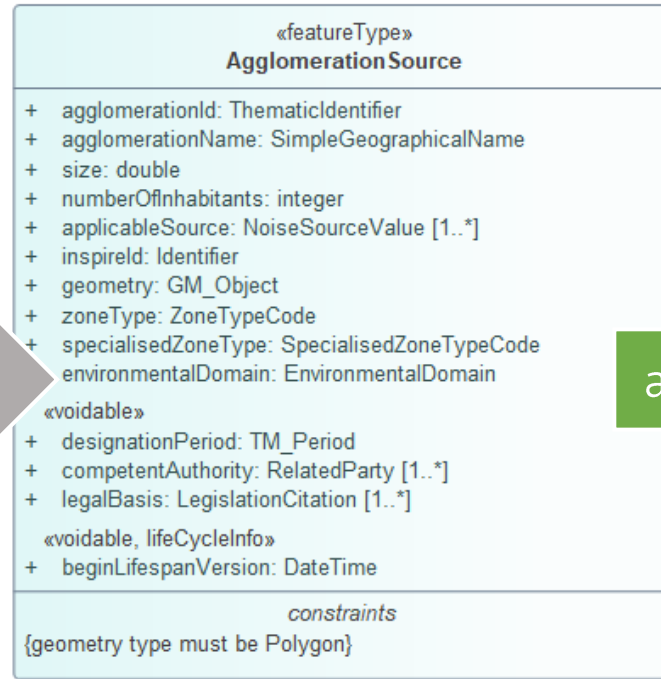 «featureType»
AgglomerationSource
+ agglomerationId: ThematicIdentifier
+ agglomerationName: SimpleGeographicalName
+ size: double
+ numberOfInhabitants: integer
+ applicableSource: NoiseSourceValue [1..*]
+ inspireId: Identifier
+ geometry: GM_Object
+ zoneType: ZoneTypeCode
+ specialisedZoneType: SpecialisedZoneTypeCode
environmentalDomain: EnvironmentalDomain
a
«voidable»
+ designationPeriod: TM_Period
+ competentAuthority: RelatedParty [1..*]
+ legalBasis: LegislationCitation [1..*]
«voidable, lifeCycleInfo»
+ beginLifespanVersion: DateTime
constraints
{geometry type must be Polygon}